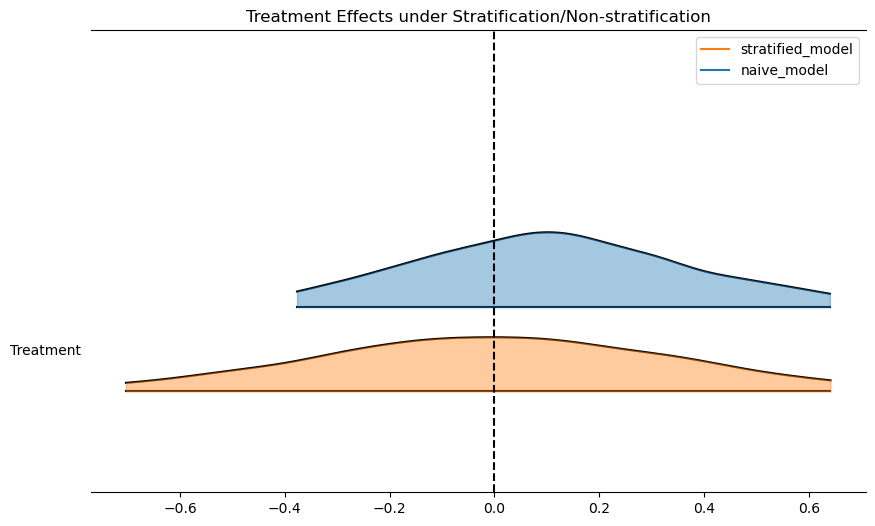 Treatment Effects under Stratification/Non-stratification
stratified_model
naive_model
Treatment
−0.6 −0.4 −0.2 0.0 0.2 0.4 0.6